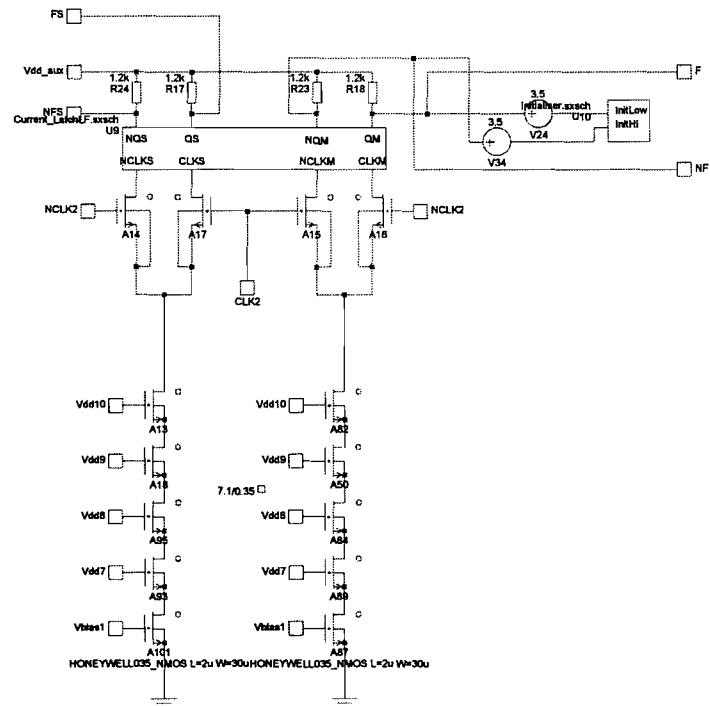 FS
Vdd_aux
1.2k
1.2k
1.2k
1.2k
R24
R17
R23
R18
F
3.5
NFS
Current_LatchLF.sxsch
Initialiser.sxsch
U10
InitLow
InitHi
U9
3.5
V24
V34
NQS
QS
NQM
QM
NCLKS
CLKS
NCLKM
CLKM
NF
NCLK2
NCLK2
A14
A17
A15
A16
CLK2
Vdd10
Vdd10
A13
A82
Vdd9
Vdd9
A18
A50
7.1/0.35
Vdd8
Vdd8
A95
A84
Vdd7
Vdd7
A93
A89
Vbias1
Vbias1
A101
A87
HONEYWELL035_NMOS L=2u W=30u
HONEYWELL035_NMOS L=2u W=30u